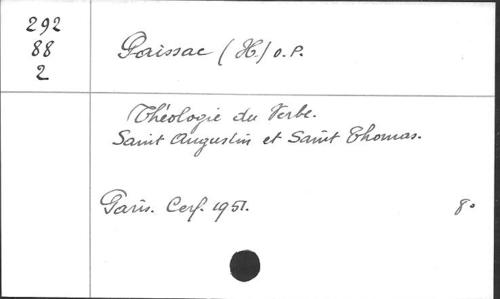 292
88
2
Paissac (H.) O.P.
Théologie du Verbe.
Saint Augustin et Saint Thomas.
Paris. Cerf. 1951. 8°